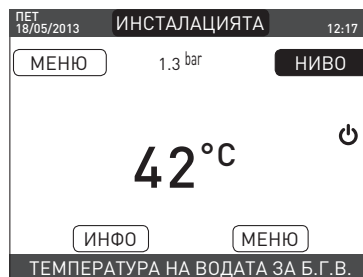 ПЕТ
18/05/2013 ИНСТАЛАЦИЯТА 12:17
МЕНЮ 1.3 bar НИВО
42°C
ИНФО МЕНЮ
ТЕМПЕРАТУРА НА ВОДАТА ЗА Б.Г.В.